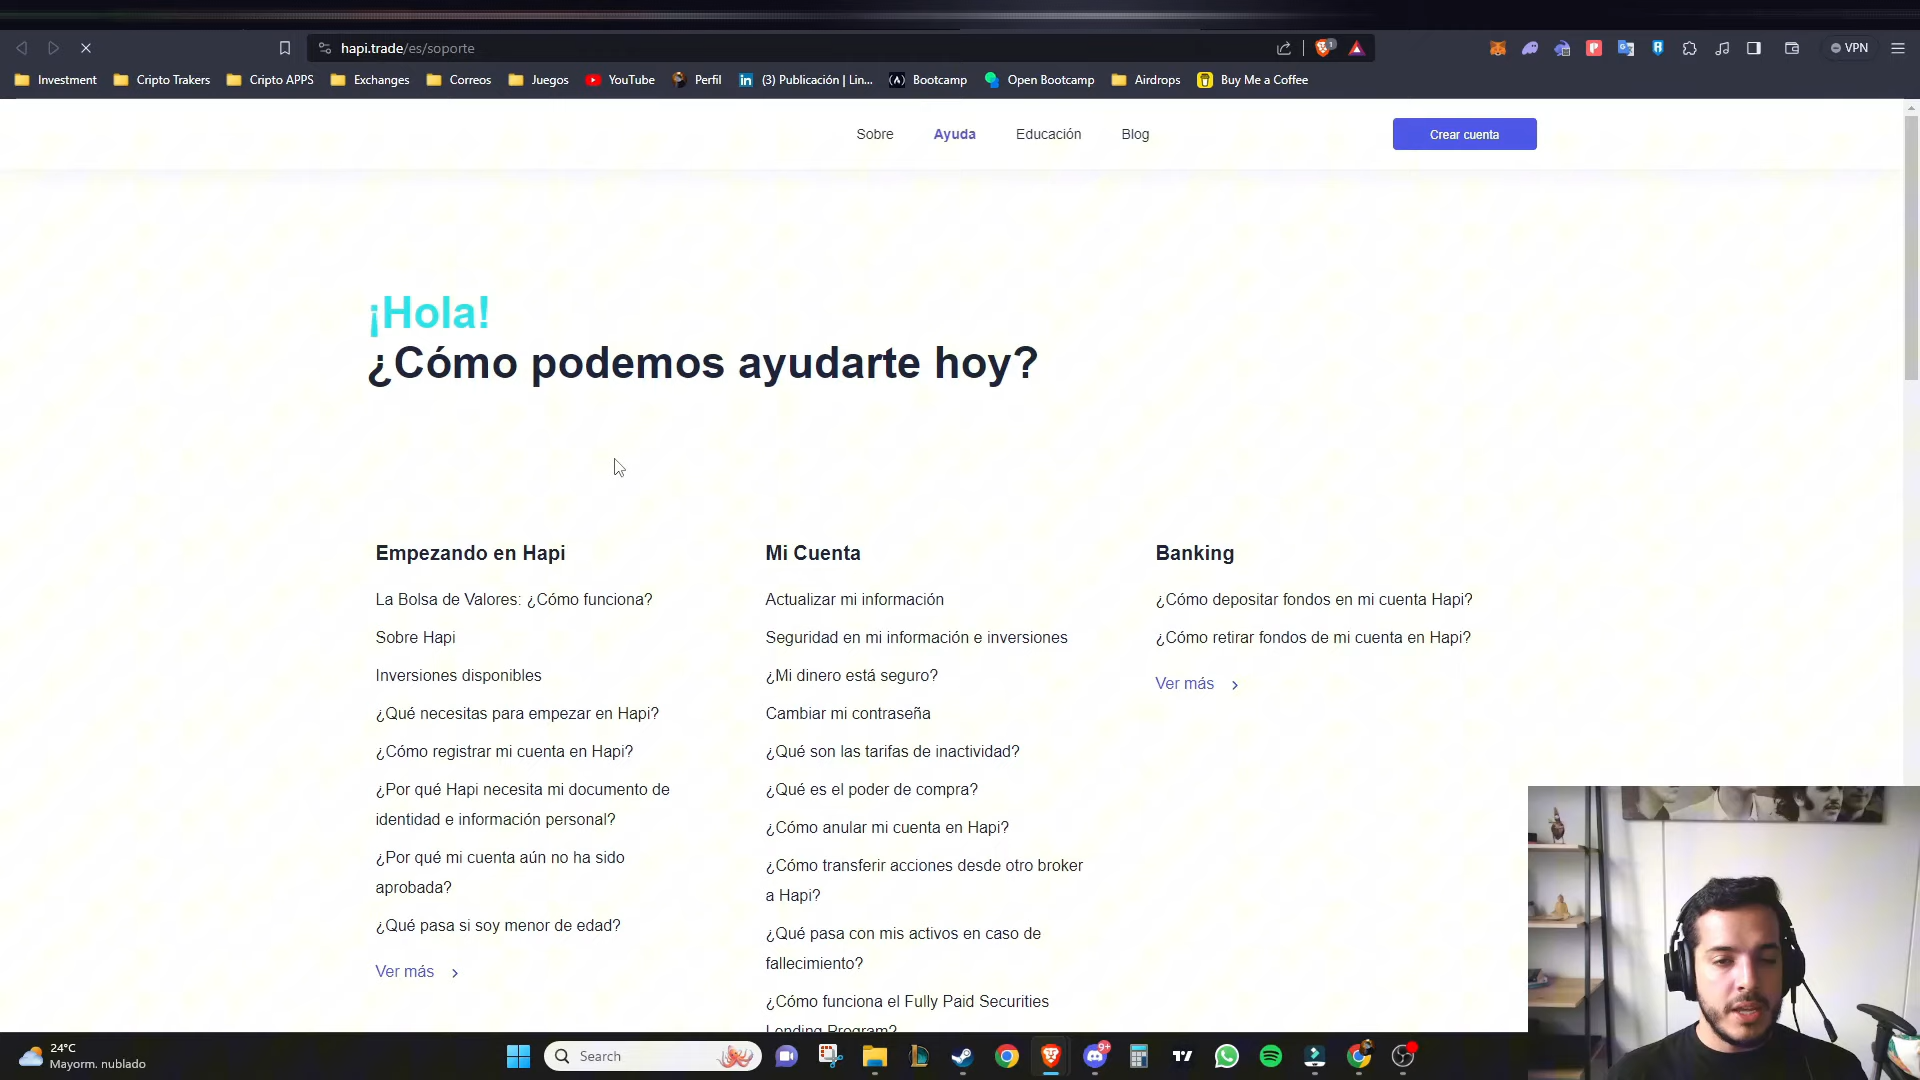 hapi.trade/es/soporte
1
VPN
Investment
Cripto Trakers
Cripto APPS
Exchanges
Correos
Juegos
YouTube
Perfil
(3) Publicación | Lin...
Bootcamp
Open Bootcamp
Airdrops
Buy Me a Coffee
Sobre
Ayuda
Educación
Blog
Crear cuenta
¡Hola!
¿Cómo podemos ayudarte hoy?
Empezando en Hapi
La Bolsa de Valores: ¿Cómo funciona?
Sobre Hapi
Inversiones disponibles
¿Qué necesitas para empezar en Hapi?
¿Cómo registrar mi cuenta en Hapi?
¿Por qué Hapi necesita mi documento de
identidad e información personal?
¿Por qué mi cuenta aún no ha sido
aprobada?
¿Qué pasa si soy menor de edad?
Ver más
Mi Cuenta
Actualizar mi información
Seguridad en mi información e inversiones
¿Mi dinero está seguro?
Cambiar mi contraseña
¿Qué son las tarifas de inactividad?
¿Qué es el poder de compra?
¿Cómo anular mi cuenta en Hapi?
¿Cómo transferir acciones desde otro broker
a Hapi?
¿Qué pasa con mis activos en caso de
fallecimiento?
¿Cómo funciona el Fully Paid Securities
Lending Program?
Banking
¿Cómo depositar fondos en mi cuenta Hapi?
¿Cómo retirar fondos de mi cuenta en Hapi?
Ver más
24°C
Mayorm. nublado
Search
9+